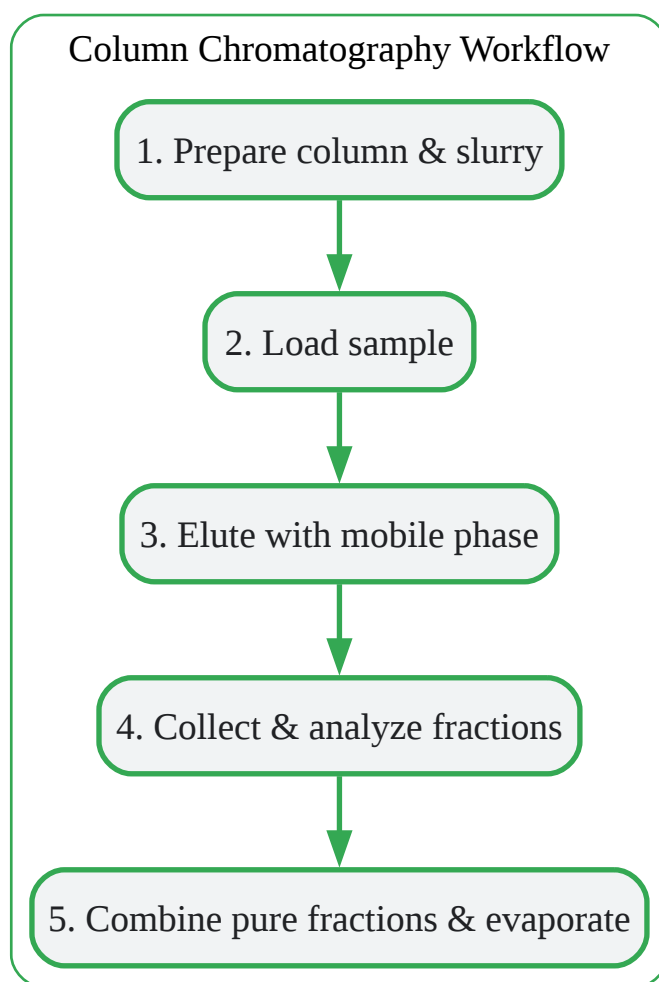 Column Chromatography Workflow
1. Prepare column & slurry
2. Load sample
3. Elute with mobile phase
4. Collect & analyze fractions
5. Combine pure fractions & evaporate